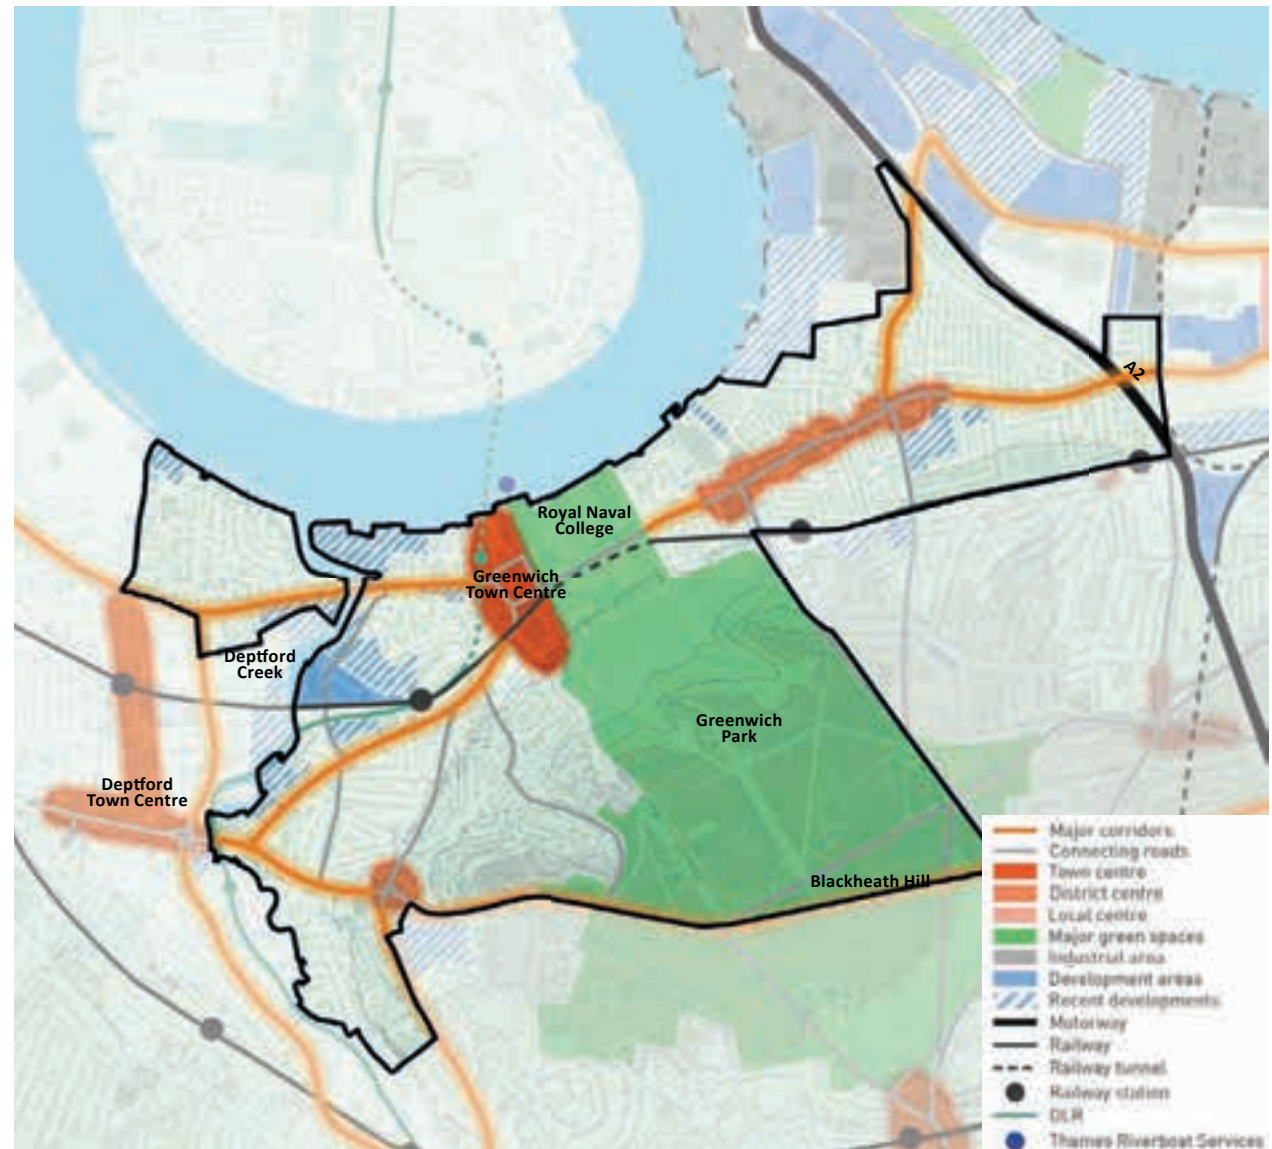 A2
Royal Naval
College
Greenwich
Town Centre
Deptford
Creek
Greenwich
Park
Deptford
Town Centre
Blackheath Hill
Major corridors
Connecting roads
Town centre
District centre
Local centre
Major green spaces
Industrial area
Development areas
Recent developments
Motorway
Railway
Railway tunnel
Railway station
DLR
Thames Riverboat Services